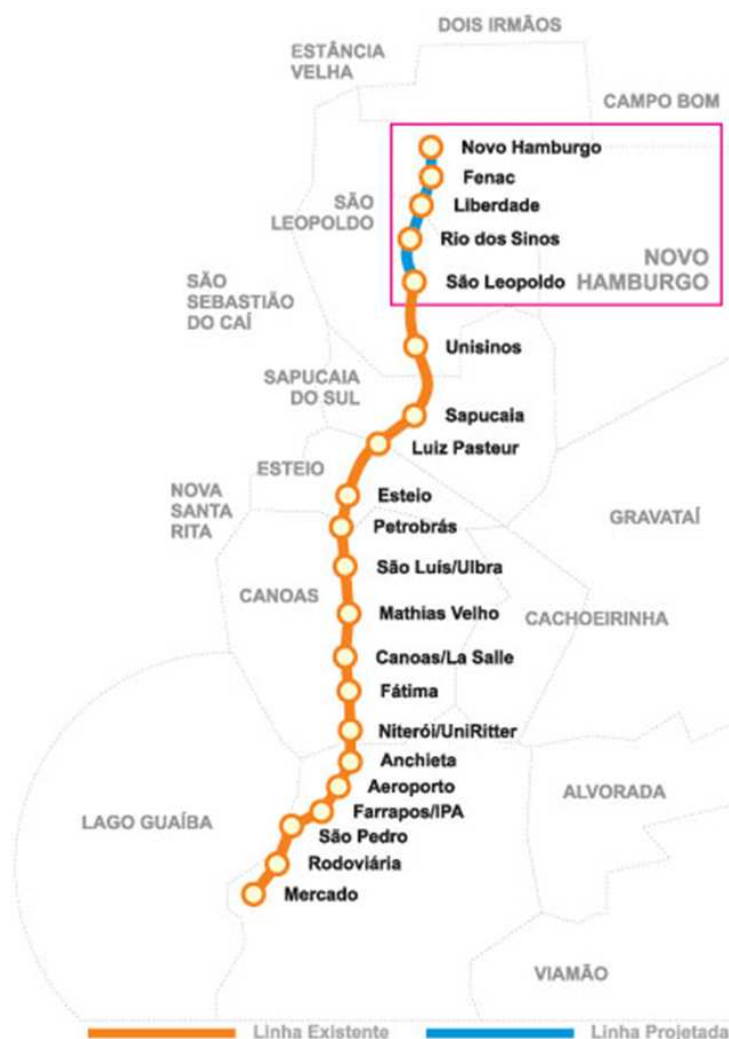 DOIS IRMÃOS
ESTÂNCIA
VELHA
CAMPO BOM
Novo Hamburgo
Fenac
SÃO
LEOPOLDO
Liberdade
Rio dos Sinos
NOVO
HAMBURGO
São Leopoldo
SÃO
SEBASTIÃO
DO CAÍ
Unisinos
SAPUCAIA
DO SUL
Sapucaia
Luiz Pasteur
ESTEIO
NOVA
SANTA
RITA
Esteio
Petrobrás
GRAVATAÍ
São Luís/Ulbra
CANOAS
Mathias Velho
CACHOEIRINHA
Canoas/La Salle
Fátima
Niterói/UniRitter
Anchieta
Aeroporto
ALVORADA
Farrapos/IPA
LAGO GUAÍBA
São Pedro
Rodoviária
Mercado
VIAMÃO
Linha Existente
Linha Projetada